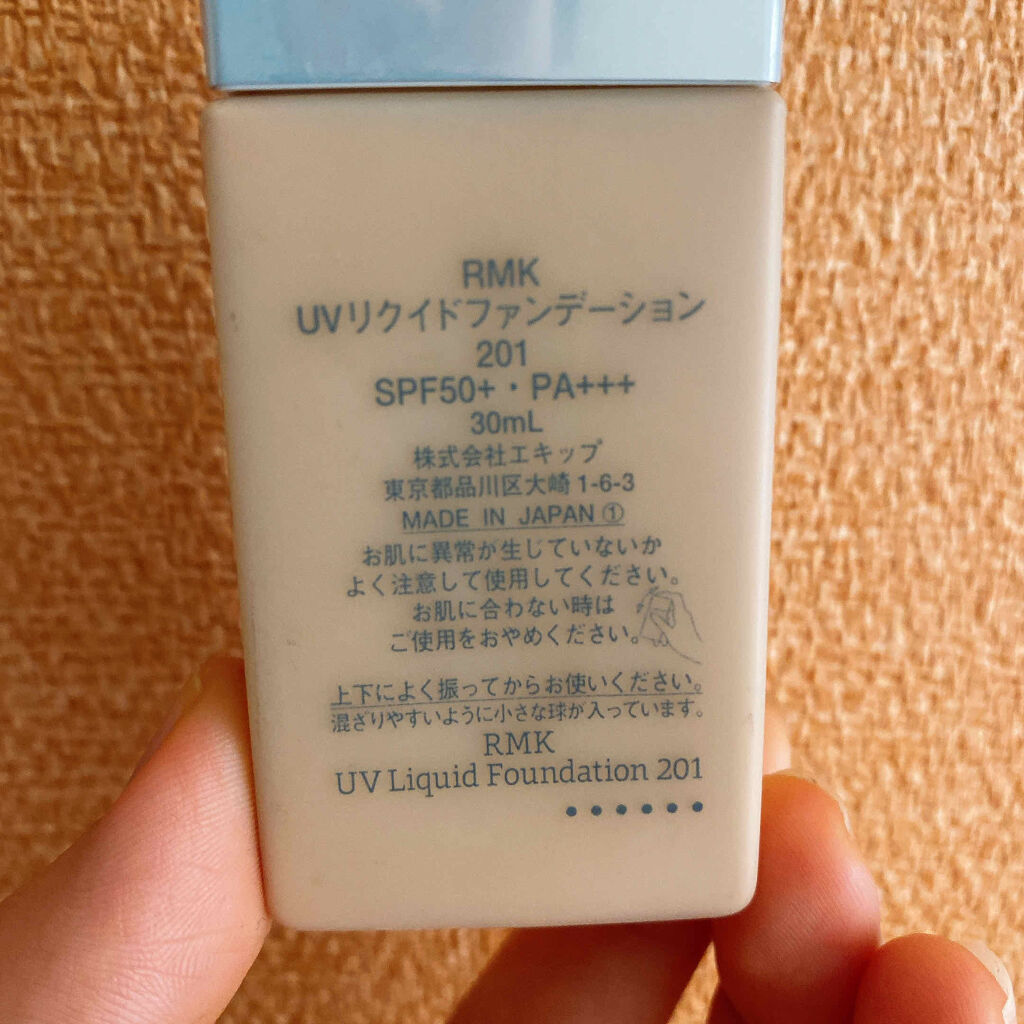 RMK
UVリクイドファンデーション
201
SPF50+・PA+++
30mL
株式会社エキップ
東京都品川区大崎1-6-3
MADE IN JAPAN ①
お肌に異常が生じていないか
よく注意して使用してください。
お肌に合わない時は
ご使用をおやめください。
上下によく振ってからお使いください。
混ざりやすいように小さな球が入っています。
RMK
UV Liquid Foundation 201